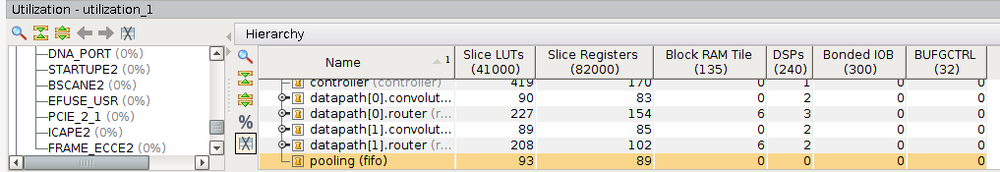 Utilization - utilization_1
Hierarchy
DNA_PORT (0%)
STARTUPE2 (0%)
BSCANE2 (0%)
EFUSE_USR (0%)
PCIE_2_1 (0%)
ICAPE2 (0%)
FRAME_ECCE2 (0%)
Name 1 Slice LUTs (41000) Slice Registers (82000) Block RAM Tile (135) DSPs (240) Bonded IOB (300) BUFGCTRL (32)
controller (controller) 419 170 0 1 0 0
datapath[0].convolut... 90 83 0 2 0 0
datapath[0].router (r... 227 154 6 3 0 0
datapath[1].convolut... 89 85 0 2 0 0
datapath[1].router (r... 208 102 6 2 0 0
pooling (fifo) 93 89 0 0 0 0
%